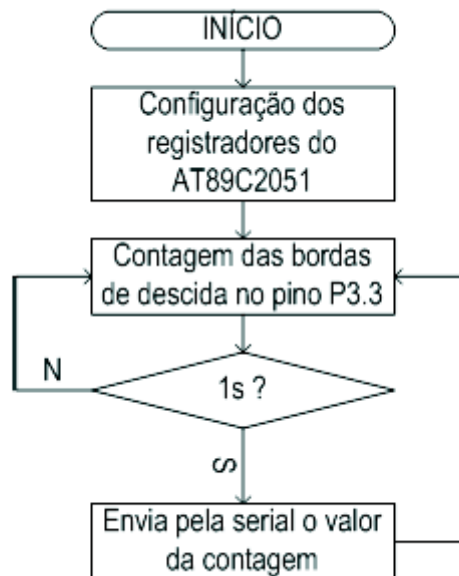 INÍCIO
Configuração dos
registradores do
AT89C2051
Contagem das bordas
de descida no pino P3.3
N
1s ?
S
Envia pela serial o valor
da contagem